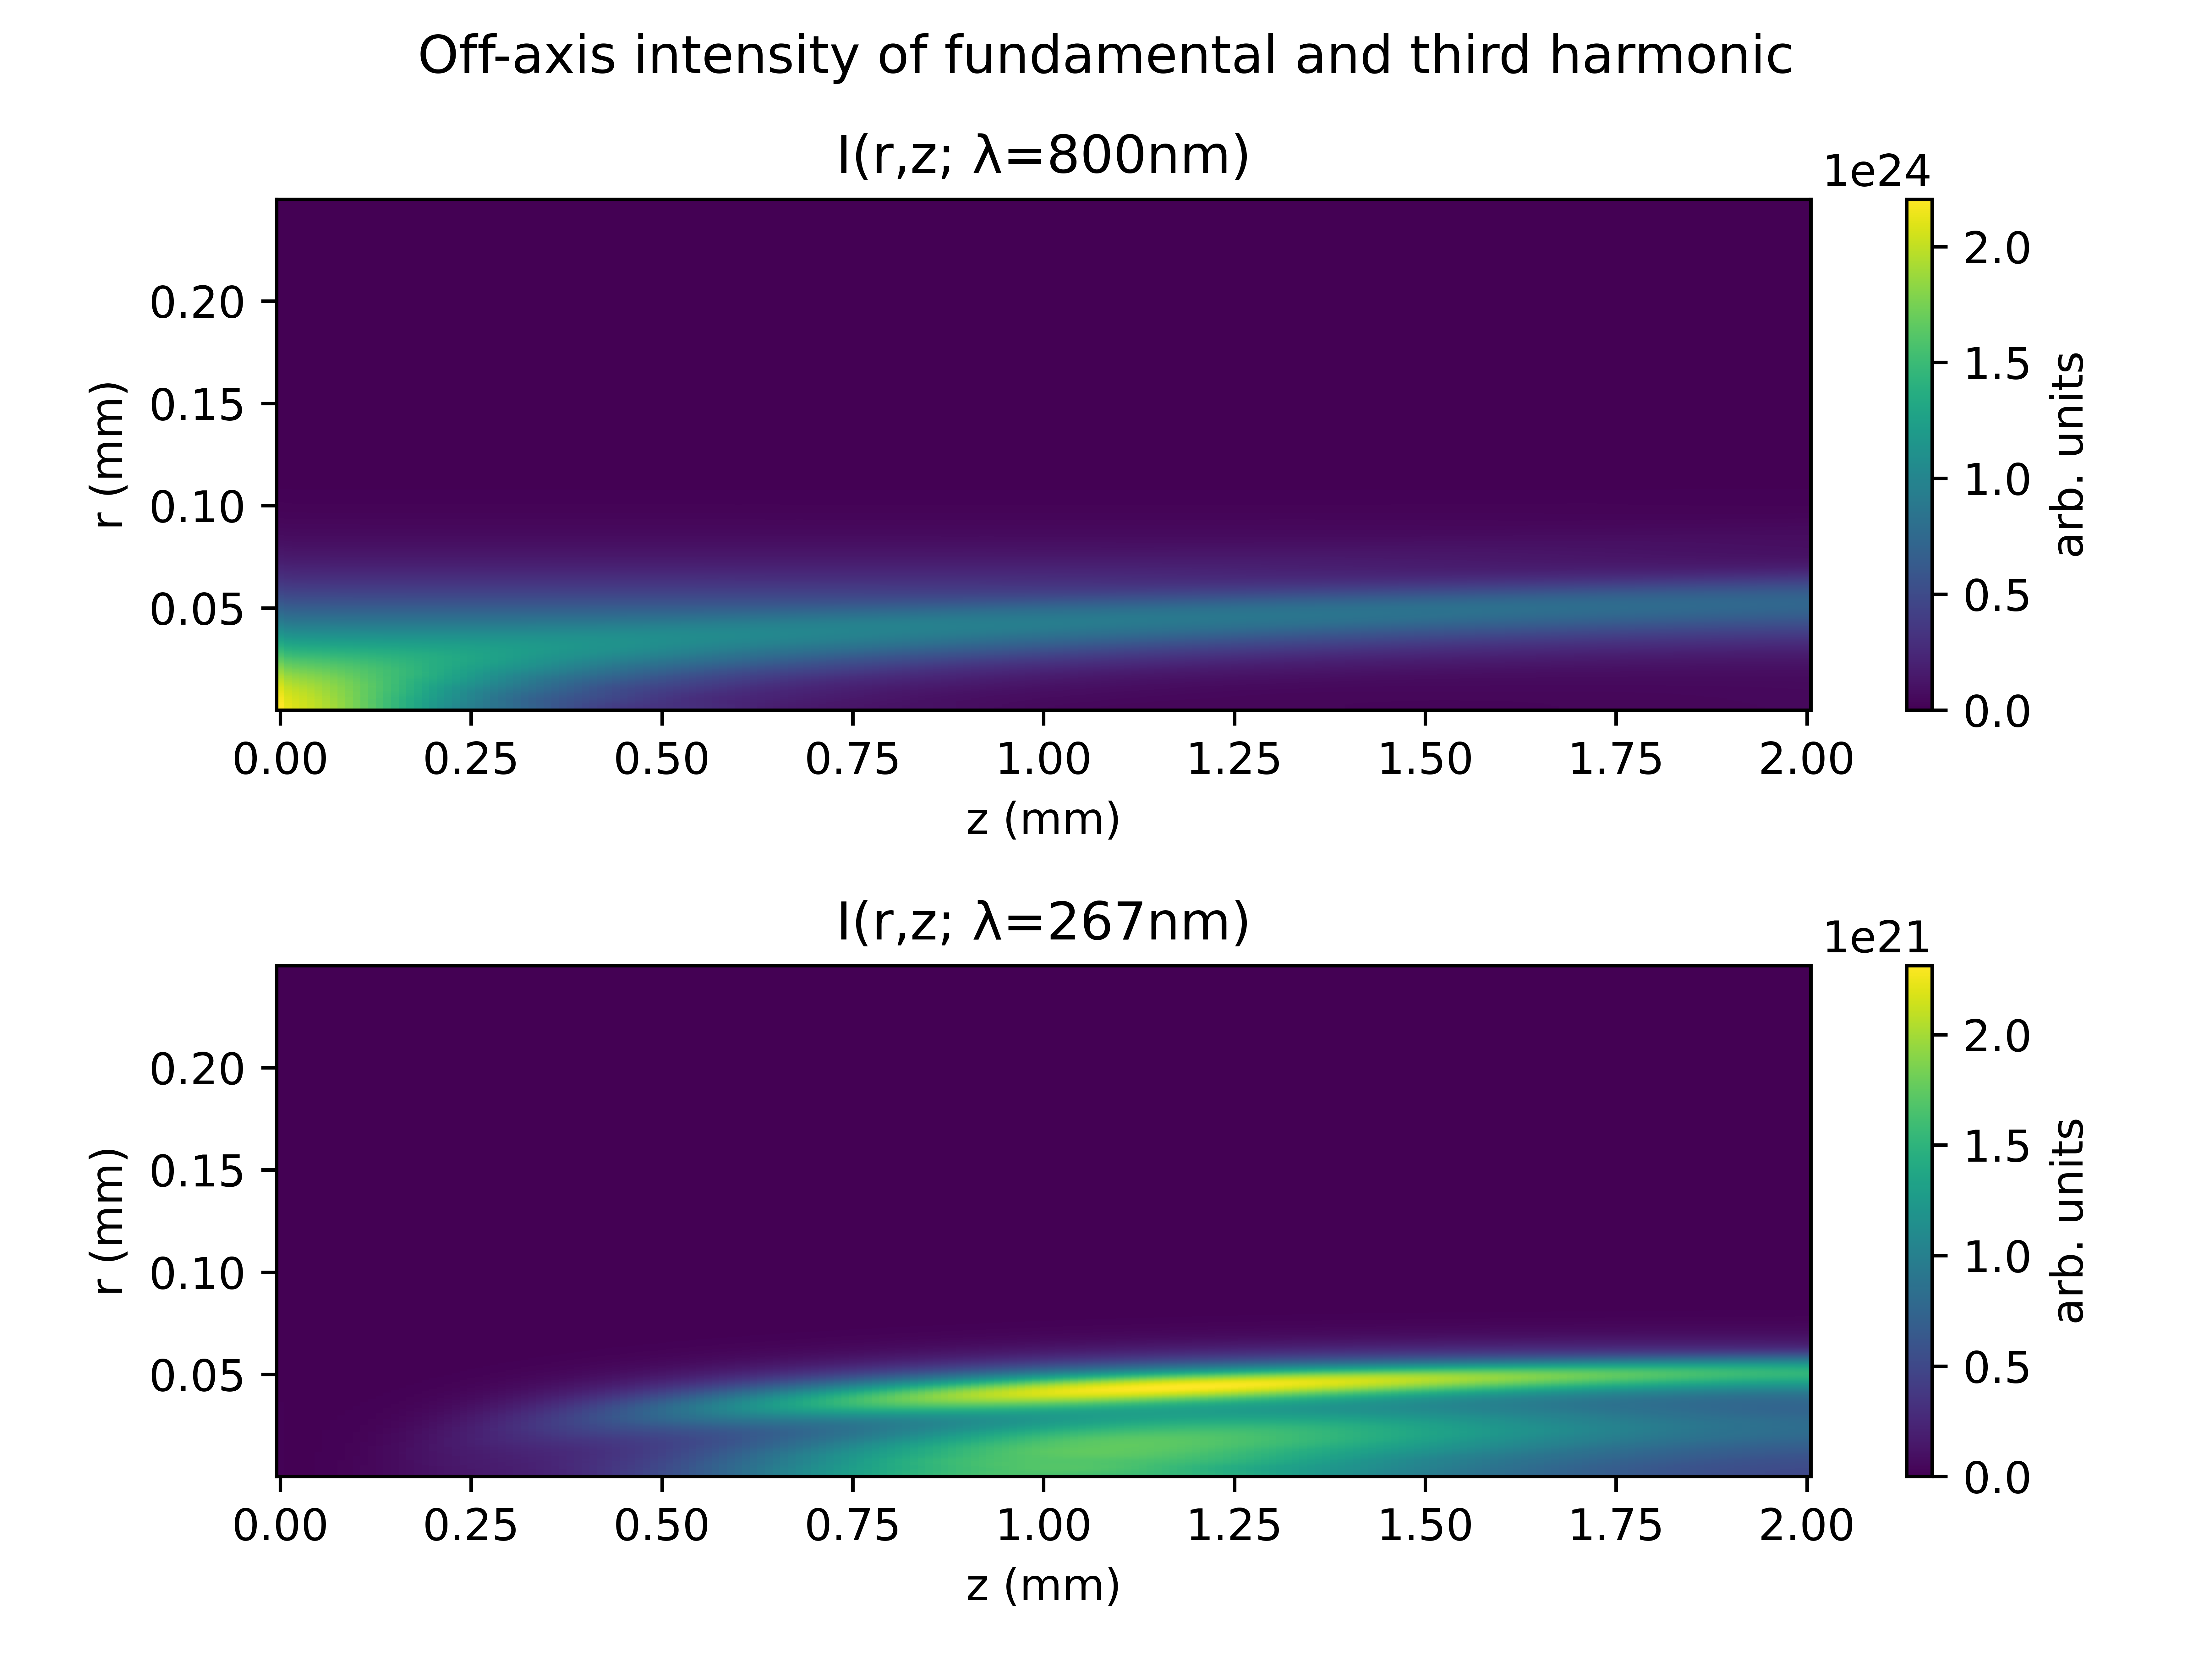 Off-axis intensity of fundamental and third harmonic
I(r,z; λ=800nm)
1e24
r (mm)
0.20
0.15
0.10
0.05
0.00 0.25 0.50 0.75 1.00 1.25 1.50 1.75 2.00
z (mm)
2.0
1.5
1.0
0.5
0.0
arb. units
I(r,z; λ=267nm)
1e21
r (mm)
0.20
0.15
0.10
0.05
0.00 0.25 0.50 0.75 1.00 1.25 1.50 1.75 2.00
z (mm)
2.0
1.5
1.0
0.5
0.0
arb. units